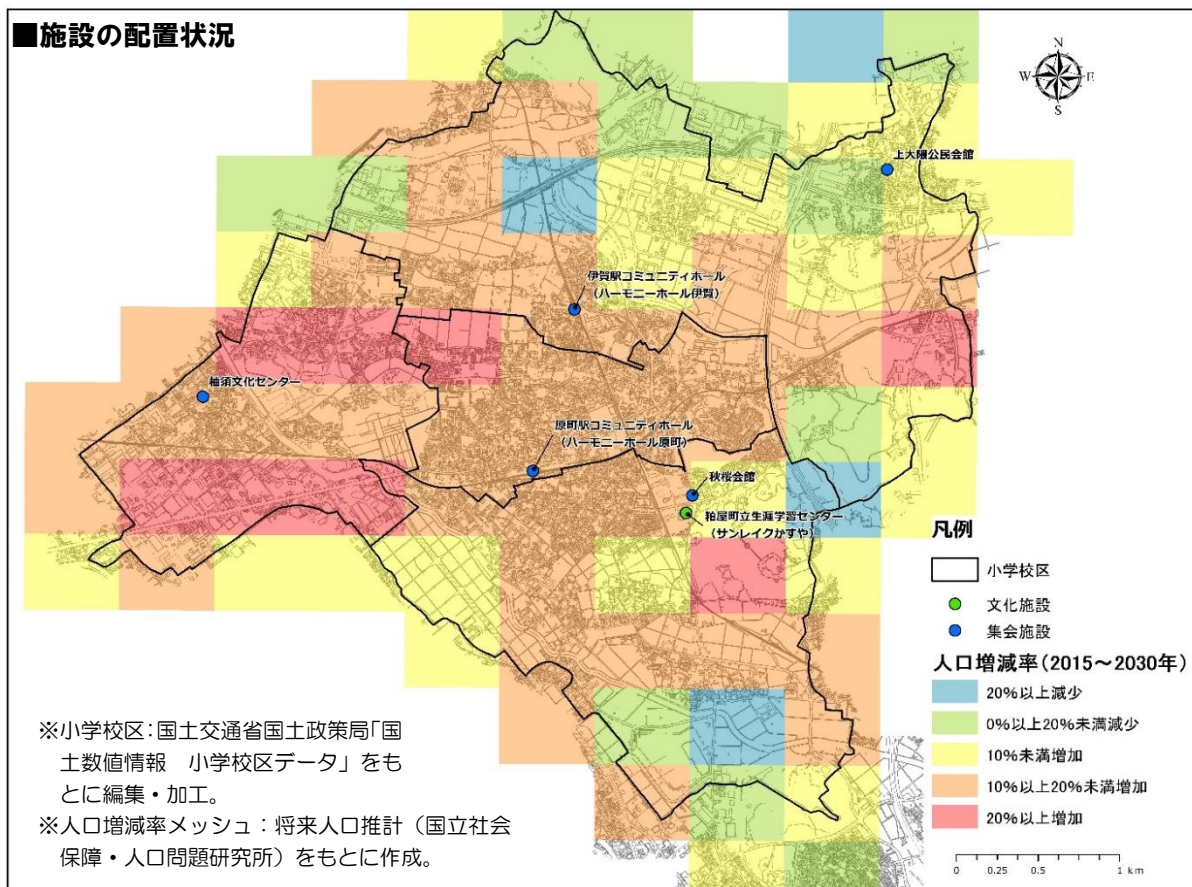 ■施設の配置状況
N
W E
S
上大隈公民会館
伊賀駅コミュニティホール
(ハーモニーホール伊賀)
柚須文化センター
原町駅コミュニティホール
(ハーモニーホール原町)
秋桜会館
粕屋町立生涯学習センター
(サンレイクかすや)
凡例
小学校区
文化施設
集会施設
人口増減率(2015～2030年)
20%以上減少
0%以上20%未満減少
10%未満増加
10%以上20%未満増加
20%以上増加
0 0.25 0.5 1 km
※小学校区:国土交通省国土政策局「国
土数値情報 小学校区データ」をも
とに編集・加工。
※人口増減率メッシュ:将来人口推計(国立社会
保障・人口問題研究所)をもとに作成。